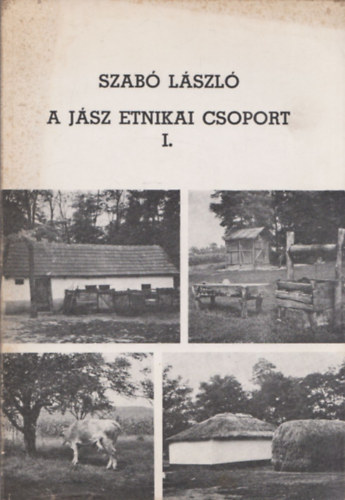 SZABÓ LÁSZLÓ
A JÁSZ ETNIKAI CSOPORT
I.